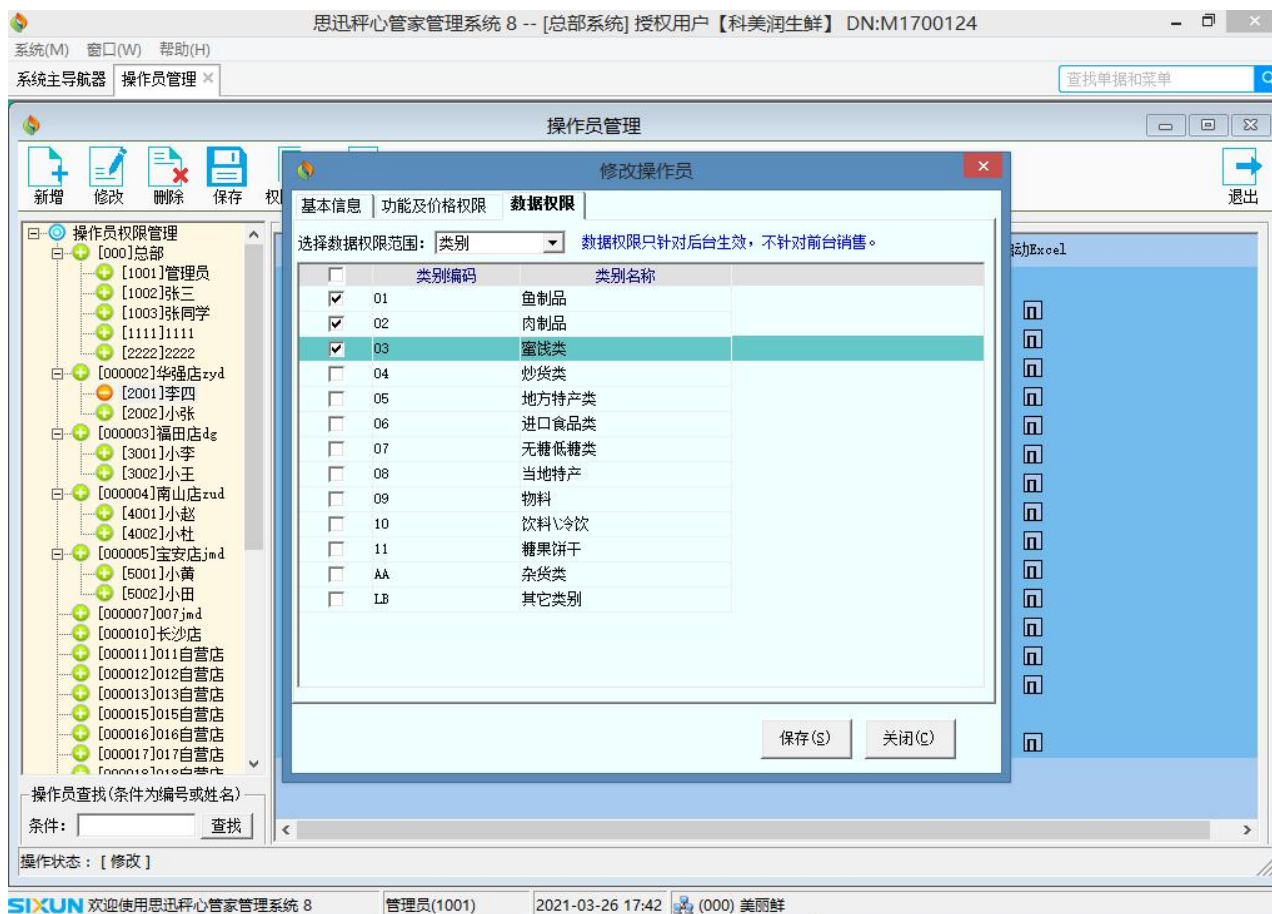 思迅秤心管家管理系统 8 -- [总部系统] 授权用户【科美润生鲜】 DN:M1700124
系统(M) 窗口(W) 帮助(H)
系统主导航器 操作员管理 查找单据和菜单
操作员管理
新增 修改 删除 保存 权 退出
修改操作员
基本信息 功能及价格权限 数据权限
选择数据权限范围: 类别 数据权限只针对后台生效，不针对前台销售。
类别编码 类别名称
01 鱼制品
02 肉制品
03 蜜饯类
04 炒货类
05 地方特产类
06 进口食品类
07 无糖低糖类
08 当地特产
09 物料
10 饮料\冷饮
11 糖果饼干
AA 杂货类
LB 其它类别
保存(S) 关闭(C)
动Excel
操作员权限管理
[000]总部
[1001]管理员
[1002]张三
[1003]张同学
[1111]1111
[2222]2222
[000002]华强店zyd
[2001]李四
[2002]小张
[000003]福田店dg
[3001]小李
[3002]小王
[000004]南山店zud
[4001]小赵
[4002]小杜
[000005]宝安店jmd
[5001]小黄
[5002]小田
[000007]007jmd
[000010]长沙店
[000011]011自营店
[000012]012自营店
[000013]013自营店
[000015]015自营店
[000016]016自营店
[000017]017自营店
[000018]018自营店
操作员查找(条件为编号或姓名)
条件: 查找
操作状态：[修改]
SIXUN 欢迎使用思迅秤心管家管理系统 8 管理员(1001) 2021-03-26 17:42 (000) 美丽鲜